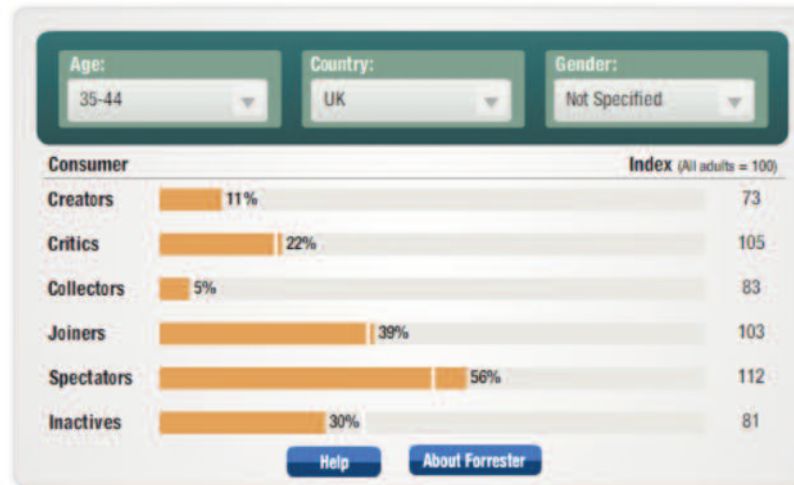 Age: Country: Gender:
35-44 UK Not Specified
Consumer Index (All adults = 100)
Creators 11% 73
Critics 22% 105
Collectors 5% 83
Joiners 39% 103
Spectators 56% 112
Inactives 30% 81
Help About Forrester